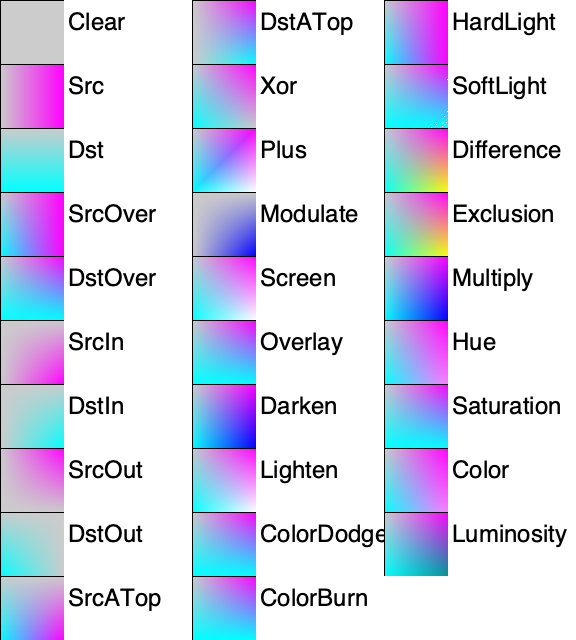 Clear
Src
Dst
SrcOver
DstOver
SrcIn
DstIn
SrcOut
DstOut
SrcATop
DstATop
Xor
Plus
Modulate
Screen
Overlay
Darken
Lighten
ColorDodge
ColorBurn
HardLight
SoftLight
Difference
Exclusion
Multiply
Hue
Saturation
Color
Luminosity